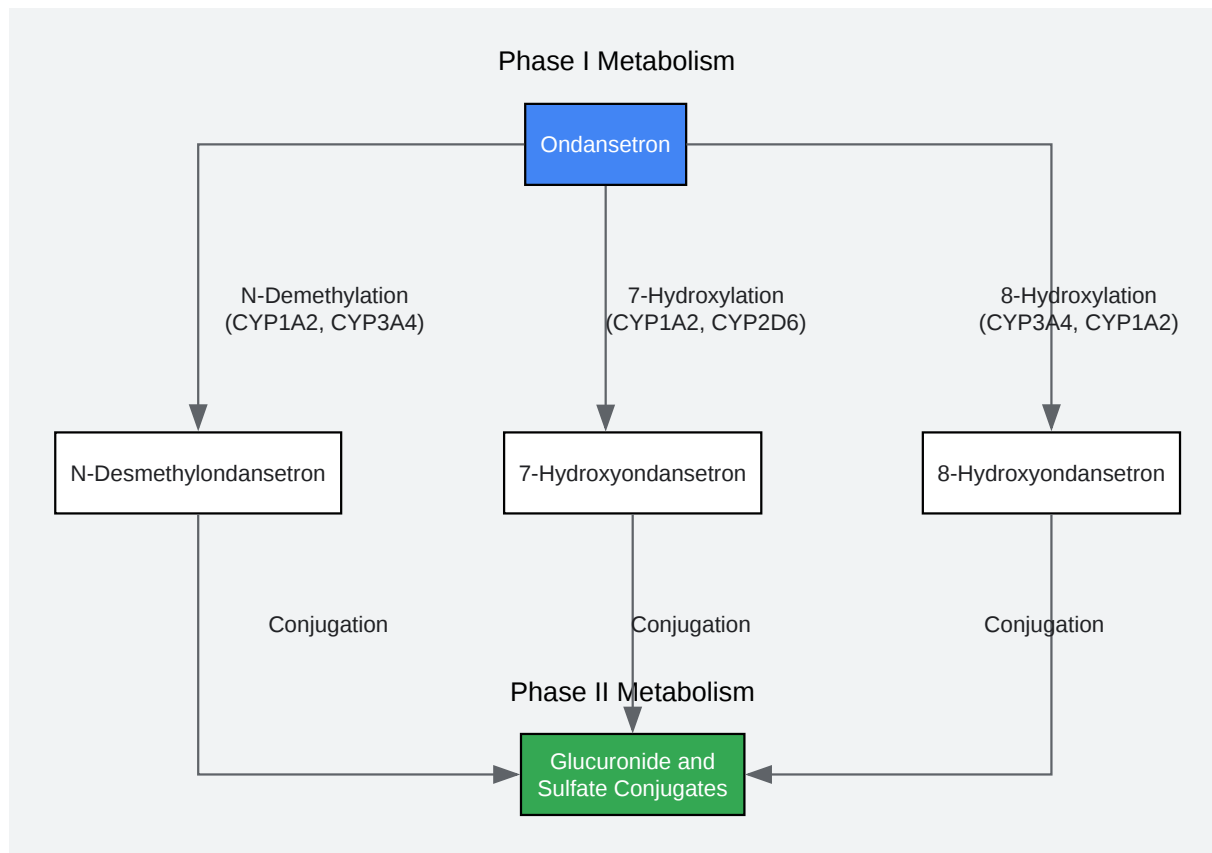 Phase I Metabolism
Ondansetron
N-Demethylation
(CYP1A2, CYP3A4)
7-Hydroxylation
(CYP1A2, CYP2D6)
8-Hydroxylation
(CYP3A4, CYP1A2)
N-Desmethylondansetron
7-Hydroxyondansetron
8-Hydroxyondansetron
Conjugation
Conjugation
Conjugation
Phase II Metabolism
Glucuronide and
Sulfate Conjugates